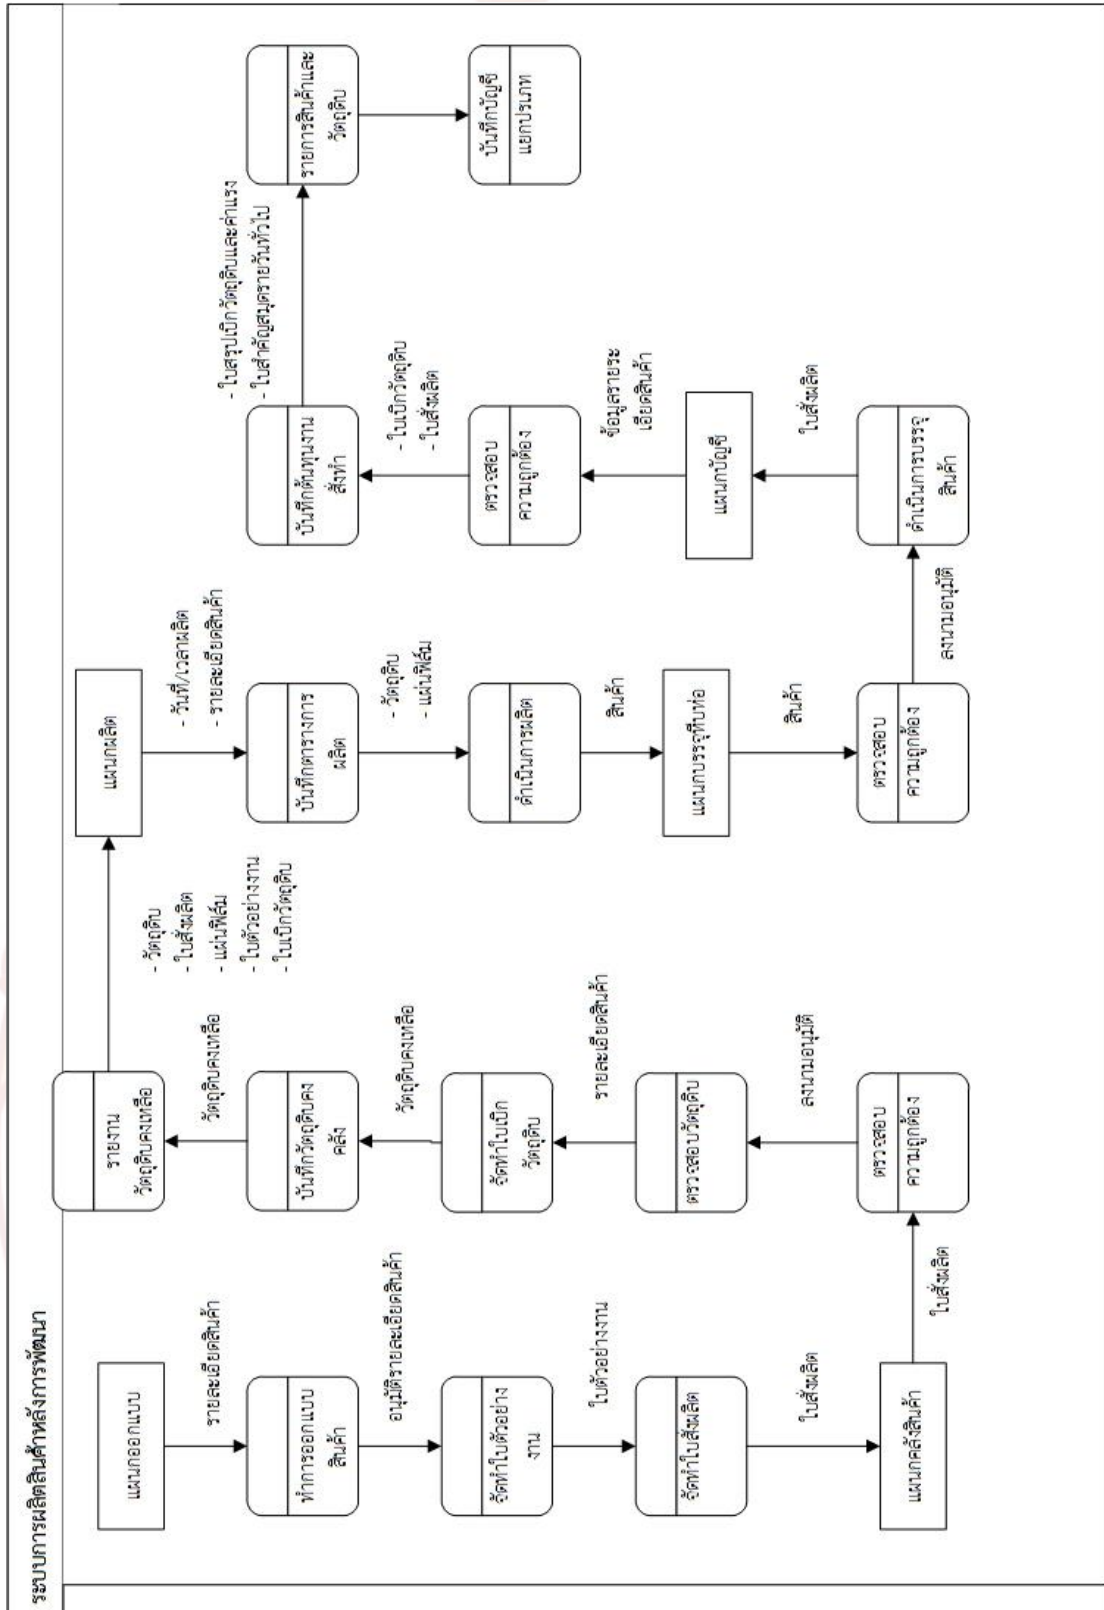 ระบบการผลิตสินค้าหลังการพัฒนา
แผนกออกแบบ
รายละเอียดสินค้า
ทำการออกแบบ
สินค้า
อนุมัติรายละเอียดสินค้า
จัดทำใบตัวอย่าง
งาน
ใบตัวอย่างงาน
จัดทำใบสั่งผลิต
ใบสั่งผลิต
แผนกคลังสินค้า
ใบสั่งผลิต
ตรวจสอบ
ความถูกต้อง
ลงนามอนุมัติ
ตรวจสอบวัตถุดิบ
รายละเอียดสินค้า
จัดทำใบเบิก
วัตถุดิบ
วัตถุดิบคงเหลือ
บันทึกวัตถุดิบคง
คลัง
วัตถุดิบคงเหลือ
รายงาน
วัตถุดิบคงเหลือ
- วัตถุดิบ
- ใบสั่งผลิต
- แผ่นฟิล์ม
- ใบตัวอย่างงาน
- ใบเบิกวัตถุดิบ
แผนกผลิต
- วันที่/เวลาผลิต
- รายละเอียดสินค้า
บันทึกตารางการ
ผลิต
- วัตถุดิบ
- แผ่นฟิล์ม
ดำเนินการผลิต
สินค้า
แผนกบรรจุหีบห่อ
สินค้า
ตรวจสอบ
ความถูกต้อง
ลงนามอนุมัติ
ดำเนินการบรรจุ
สินค้า
ใบสั่งผลิต
แผนกบัญชี
ข้อมูลรายระ
เอียดสินค้า
ตรวจสอบ
ความถูกต้อง
- ใบเบิกวัตถุดิบ
- ใบสั่งผลิต
บันทึกต้นทุนงาน
สั่งทำ
- ใบสรุปเบิกวัตถุดิบและค่าแรง
- ใบสำคัญสมุดรายวันทั่วไป
รายการสินค้าและ
วัตถุดิบ
บันทึกบัญชี
แยกประเภท